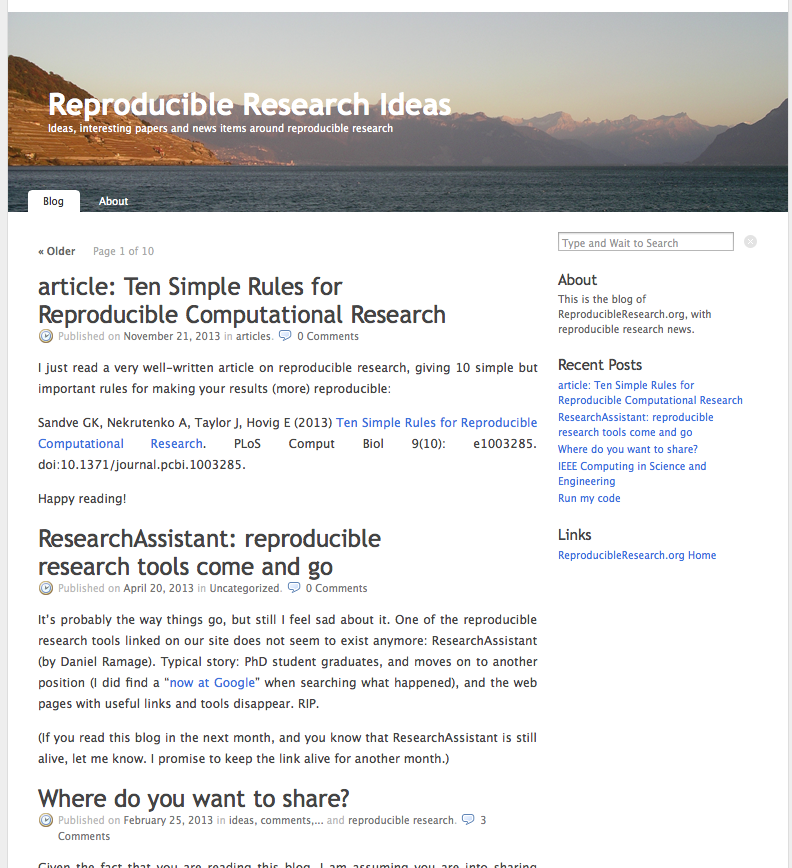 Reproducible Research Ideas
Ideas, interesting papers and news items around reproducible research
Blog
About
« Older
Page 1 of 10
article: Ten Simple Rules for
Reproducible Computational Research
Published on November 21, 2013 in articles. 0 Comments
I just read a very well-written article on reproducible research, giving 10 simple but
important rules for making your results (more) reproducible:
Sandve GK, Nekrutenko A, Taylor J, Hovig E (2013) Ten Simple Rules for Reproducible
Computational Research. PLoS Comput Biol 9(10): e1003285.
doi:10.1371/journal.pcbi.1003285.
Happy reading!
ResearchAssistant: reproducible
research tools come and go
Published on April 20, 2013 in Uncategorized. 0 Comments
It's probably the way things go, but still I feel sad about it. One of the reproducible
research tools linked on our site does not seem to exist anymore: ResearchAssistant
(by Daniel Ramage). Typical story: PhD student graduates, and moves on to another
position (I did find a "now at Google" when searching what happened), and the web
pages with useful links and tools disappear. RIP.
(If you read this blog in the next month, and you know that ResearchAssistant is still
alive, let me know. I promise to keep the link alive for another month.)
Where do you want to share?
Published on February 25, 2013 in ideas, comments,... and reproducible research. 3
Comments
Given the fact that you are reading this blog, I am assuming you are into sharing
Type and Wait to Search
About
This is the blog of
ReproducibleResearch.org, with
reproducible research news.
Recent Posts
article: Ten Simple Rules for
Reproducible Computational Research
ResearchAssistant: reproducible
research tools come and go
Where do you want to share?
IEEE Computing in Science and
Engineering
Run my code
Links
ReproducibleResearch.org Home